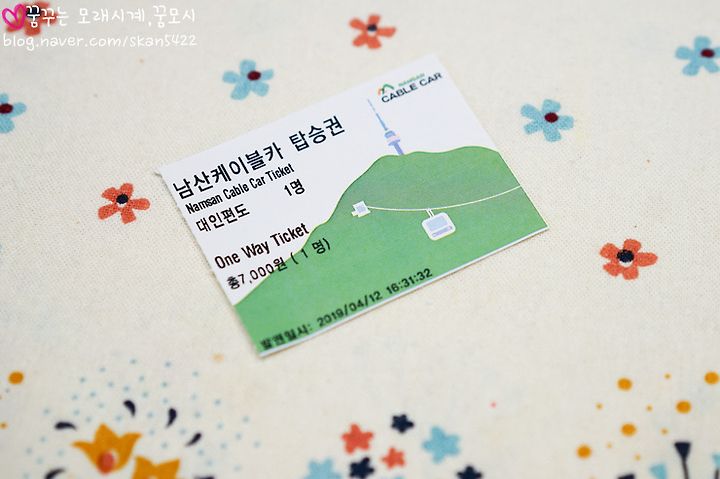 꿈꾸는 모래시계,꿈모시
blog.naver.com/skan5422
NAMSAN
CABLE CAR
남산케이블카 탑승권
Namsan Cable Car Ticket
대인편도 1명
One Way Ticket
총7,000원 ( 1 명)
발권일시: 2019/04/12 16:31:32